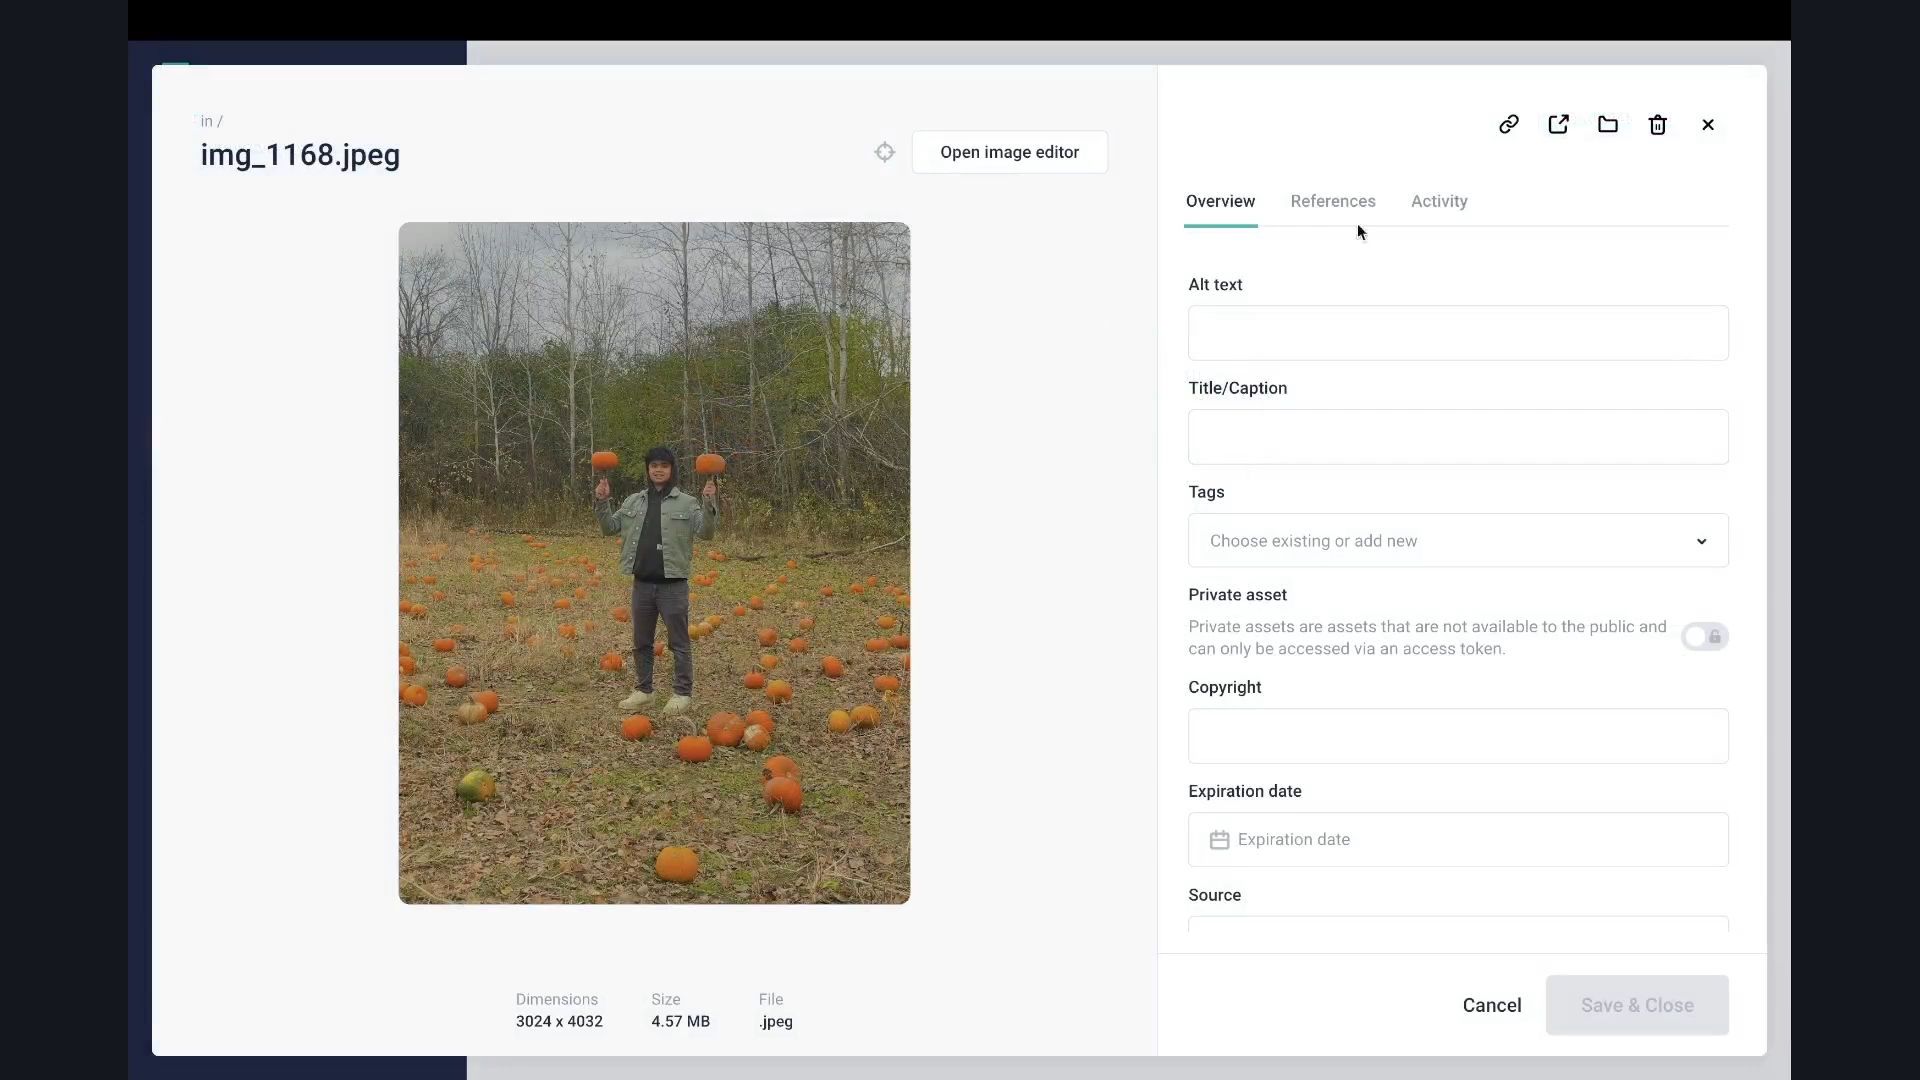 in /
img_1168.jpeg
Open image editor
Overview
References
Activity
Alt text
Title/Caption
Tags
Choose existing or add new
Private asset
Private assets are assets that are not available to the public and
can only be accessed via an access token.
Copyright
Expiration date
Expiration date
Source
Dimensions
3024 x 4032
Size
4.57 MB
File
.jpeg
Cancel
Save & Close